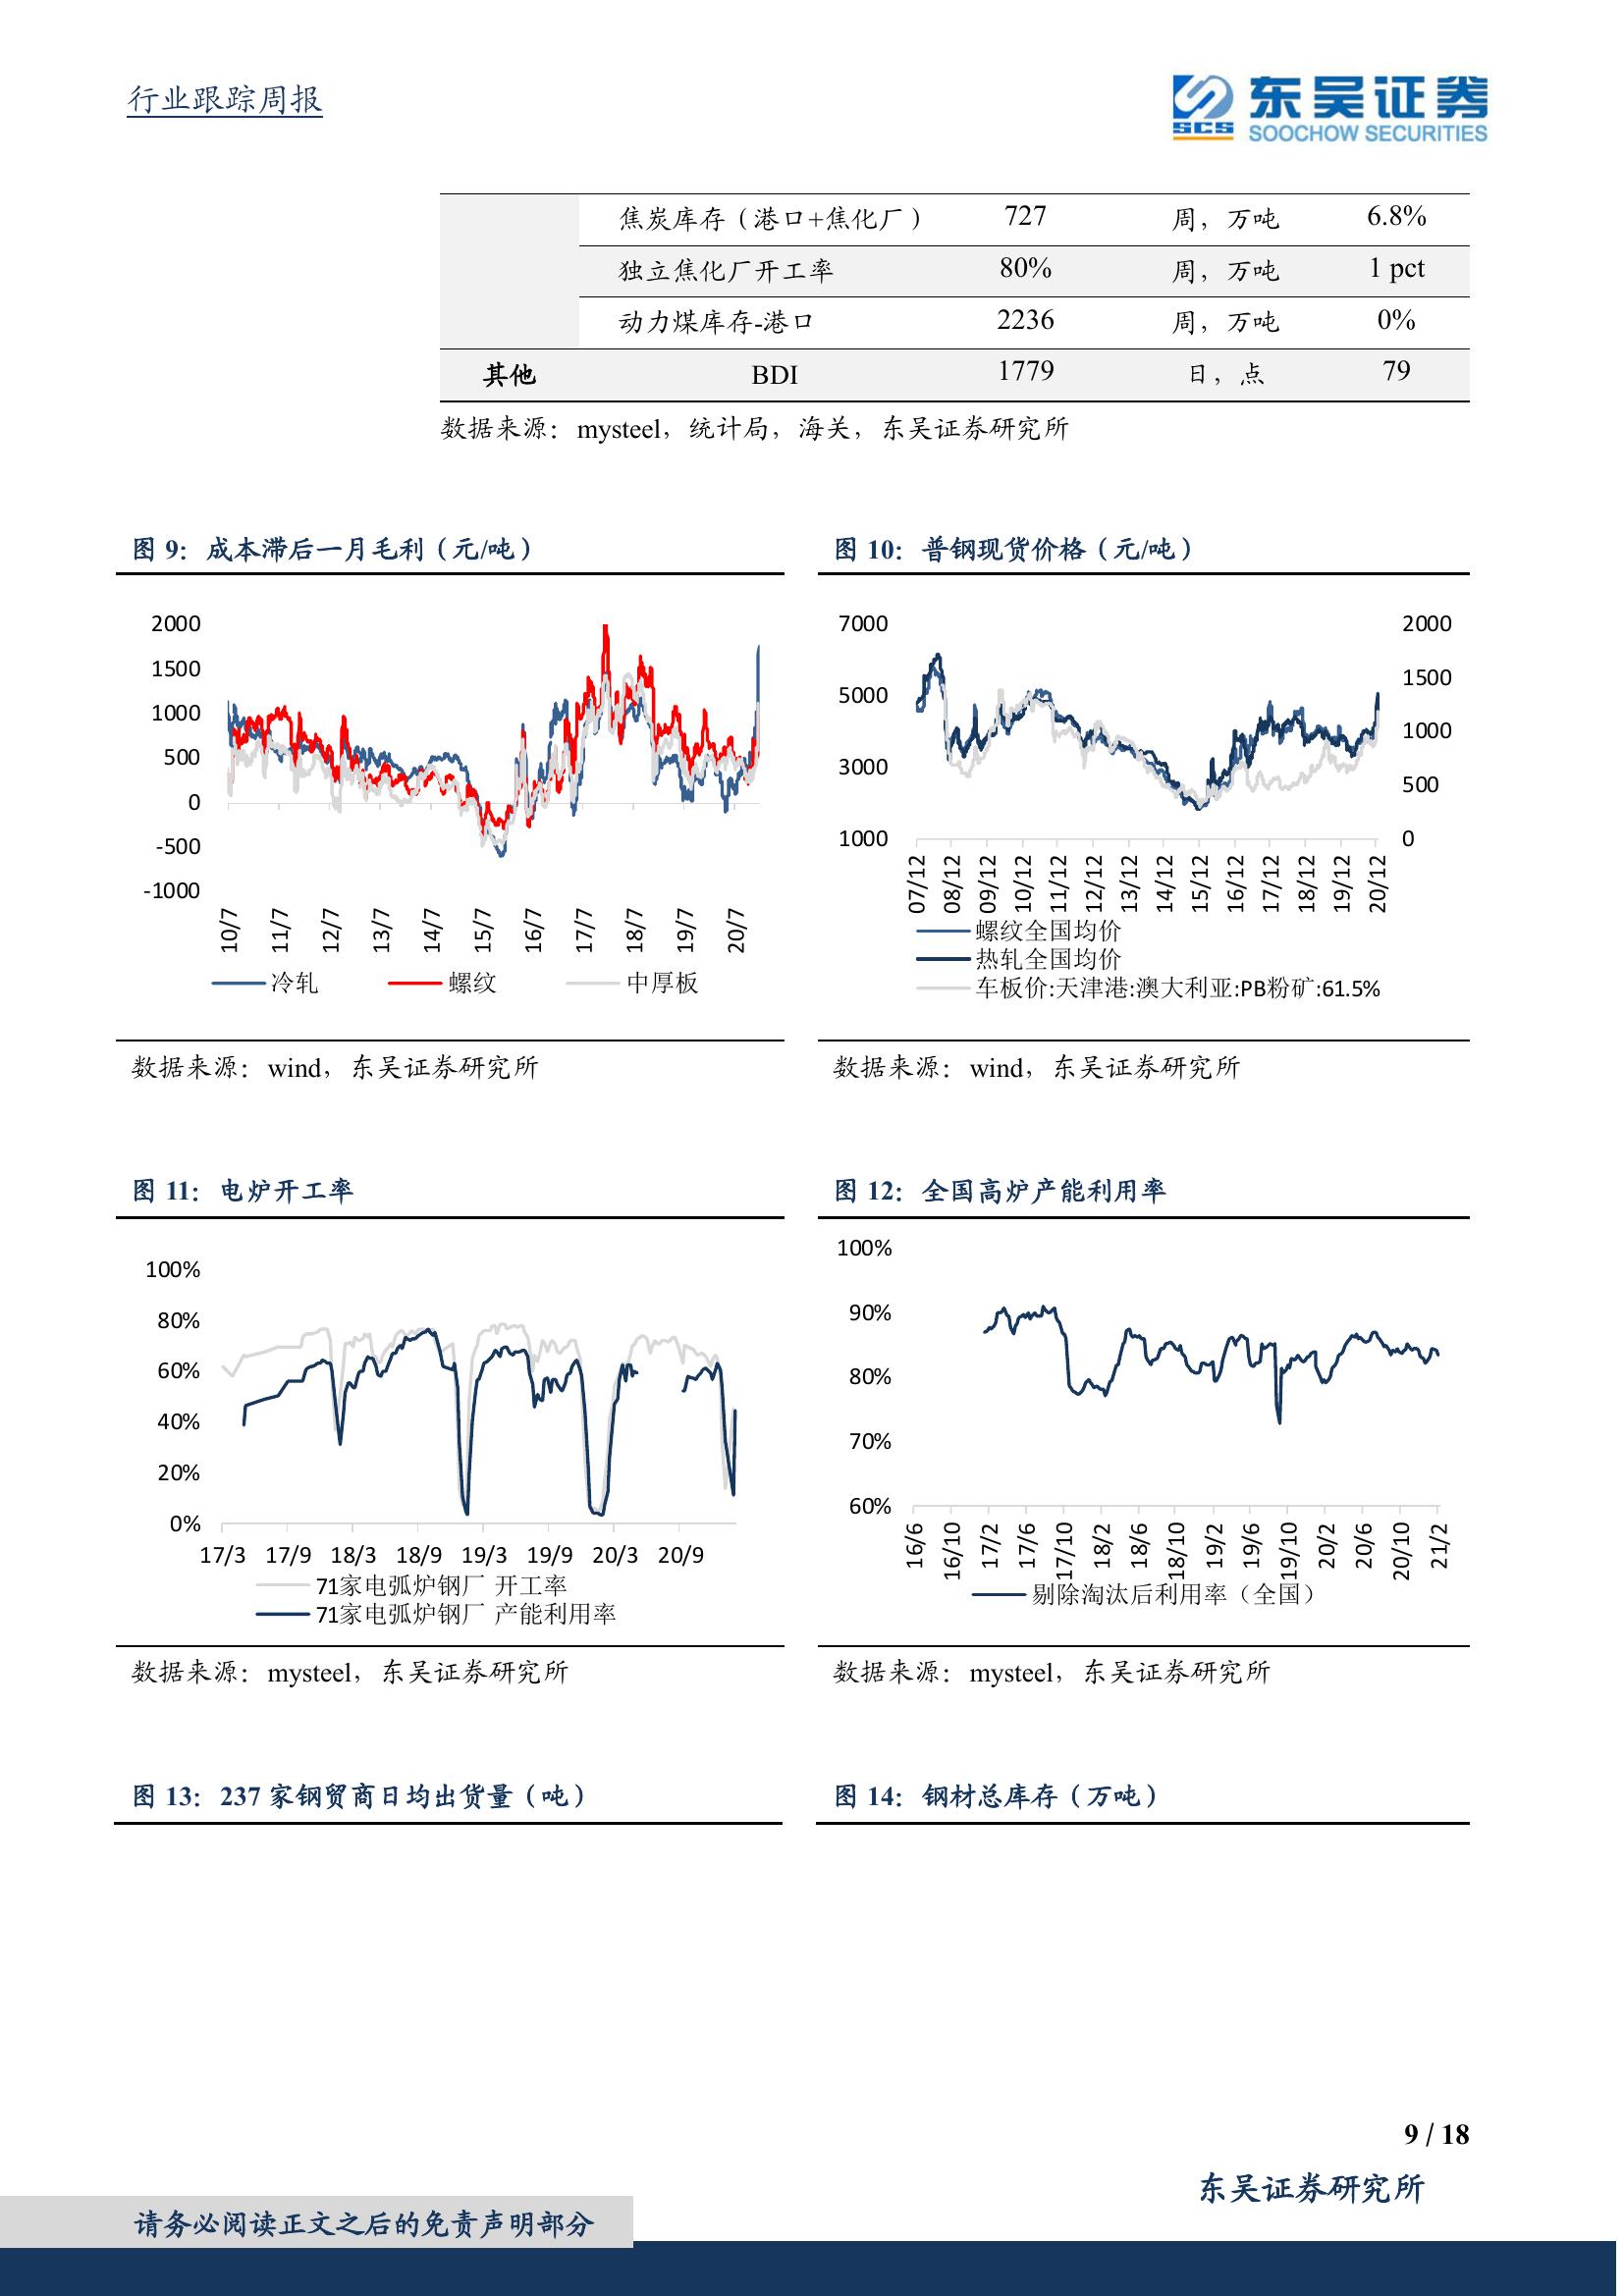 行业跟踪周报
东吴证券
SCS
SOOCHOW SECURITIES
焦炭库存（港口+焦化厂） 727 周，万吨 6.8%
独立焦化厂开工率 80% 周，万吨 1 pct
动力煤库存-港口 2236 周，万吨 0%
其他 BDI 1779 日，点 79
数据来源：mysteel，统计局，海关，东吴证券研究所
图 9：成本滞后一月毛利（元/吨）
2000
1500
1000
500
0
-500
-1000
10/7 11/7 12/7 13/7 14/7 15/7 16/7 17/7 18/7 19/7 20/7
冷轧 螺纹 中厚板
数据来源：wind，东吴证券研究所
图 10：普钢现货价格（元/吨）
7000
5000
3000
1000
2000
1500
1000
500
0
07/12 08/12 09/12 10/12 11/12 12/12 13/12 14/12 15/12 16/12 17/12 18/12 19/12 20/12
螺纹全国均价
热轧全国均价
车板价:天津港:澳大利亚:PB粉矿:61.5%
数据来源：wind，东吴证券研究所
图 11：电炉开工率
100%
80%
60%
40%
20%
0%
17/3 17/9 18/3 18/9 19/3 19/9 20/3 20/9
71家电弧炉钢厂 开工率
71家电弧炉钢厂 产能利用率
数据来源：mysteel，东吴证券研究所
图 12：全国高炉产能利用率
100%
90%
80%
70%
60%
16/6 16/10 17/2 17/6 17/10 18/2 18/6 18/10 19/2 19/6 19/10 20/2 20/6 20/10 21/2
剔除淘汰后利用率（全国）
数据来源：mysteel，东吴证券研究所
图 13：237 家钢贸商日均出货量（吨）
图 14：钢材总库存（万吨）
9 / 18
东吴证券研究所
请务必阅读正文之后的免责声明部分